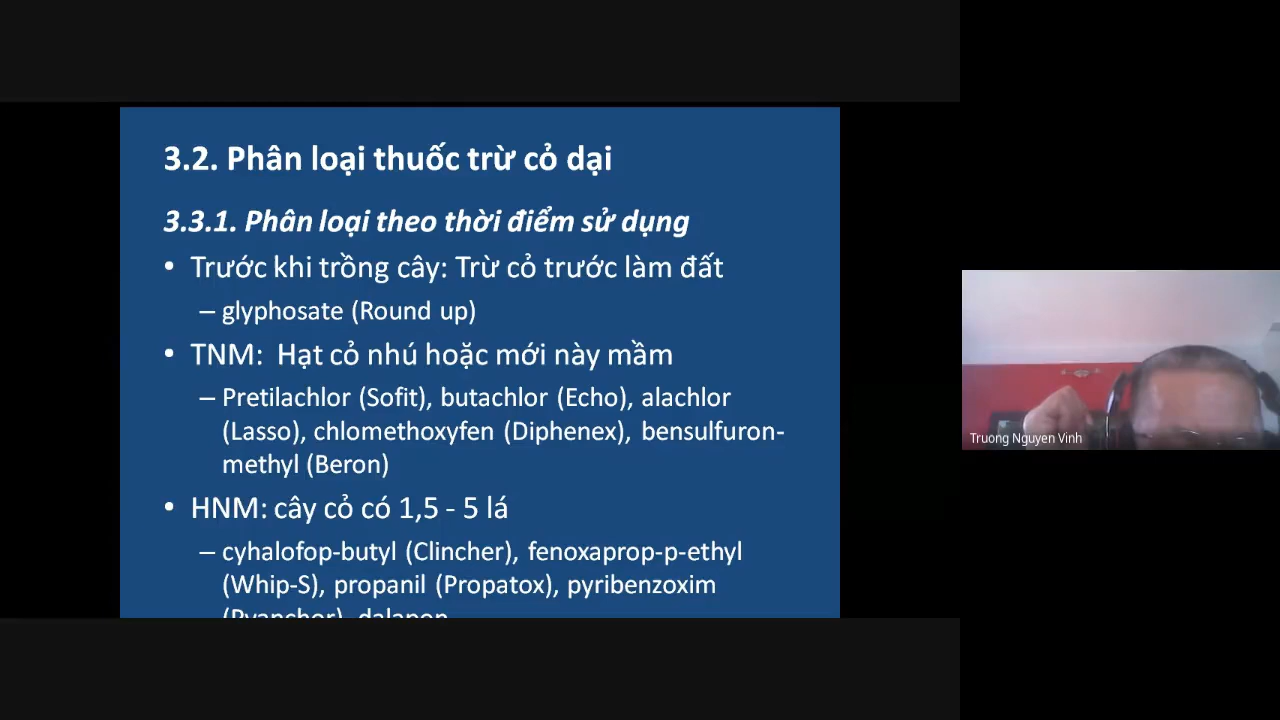 3.2. Phân loại thuốc trừ cỏ dại
3.3.1. Phân loại theo thời điểm sử dụng
• Trước khi trồng cây: Trừ cỏ trước làm đất
– glyphosate (Round up)
• TNM: Hạt cỏ nhú hoặc mới này mầm
– Pretilachlor (Sofit), butachlor (Echo), alachlor
(Lasso), chlomethoxyfen (Diphenex), bensulfuron-
methyl (Beron)
• HNM: cây cỏ có 1,5 - 5 lá
– cyhalofop-butyl (Clincher), fenoxaprop-p-ethyl
(Whip-S), propanil (Propatox), pyribenzoxim
Truong Nguyen Vinh